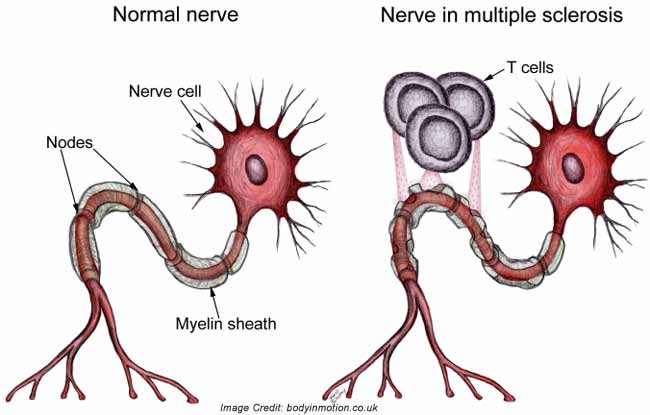 Normal nerve
Nerve in multiple sclerosis
T cells
Nerve cell
Nodes
Myelin sheath
Image Credit: bodyinmotion.co.uk